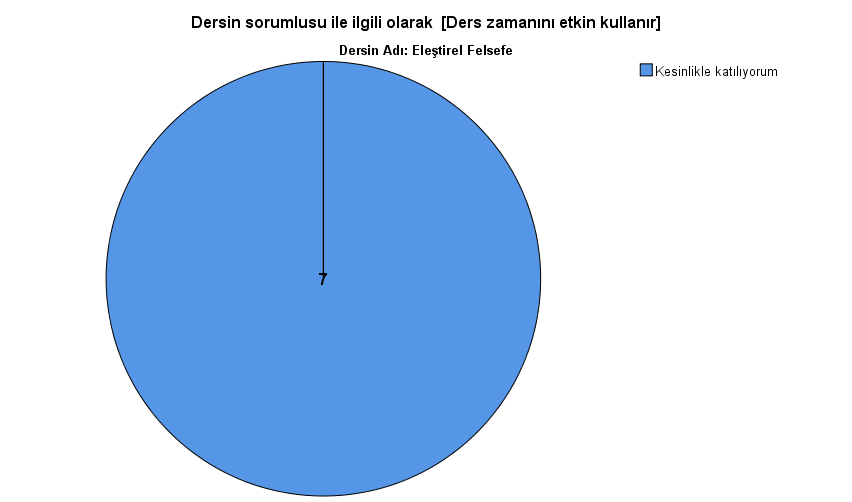 Dersin sorumlusu ile ilgili olarak [Ders zamanını etkin kullanır]
Dersin Adı: Eleştirel Felsefe
Kesinlikle katılıyorum
7